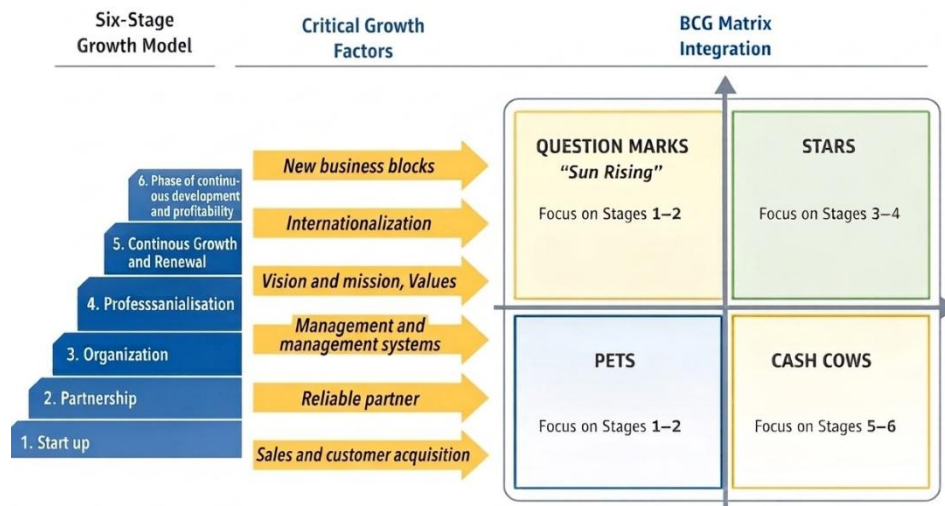 Six-Stage
Growth Model
Critical Growth
Factors
BCG Matrix
Integration
6. Phase of continu-
ous development
and profitability
5. Continous Growth
and Renewal
4. Professsanialisation
3. Organization
2. Partnership
1. Start up
New business blocks
Internationalization
Vision and mission, Values
Management and
management systems
Reliable partner
Sales and customer acquisition
QUESTION MARKS
“Sun Rising”
Focus on Stages 1–2
STARS
Focus on Stages 3–4
PETS
Focus on Stages 1–2
CASH COWS
Focus on Stages 5–6